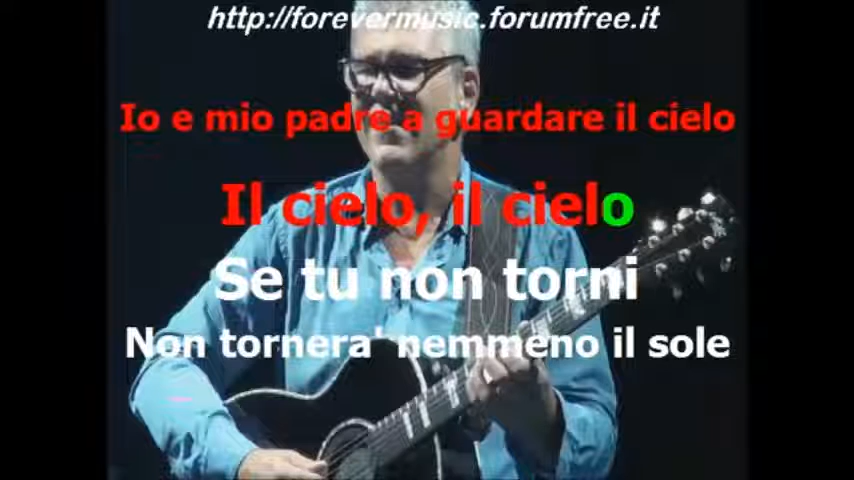 http://forevermusic.forumfree.it
Io e mio padre a guardare il cielo
Il cielo, il cielo
Se tu non torni
Non tornera' nemmeno il sole